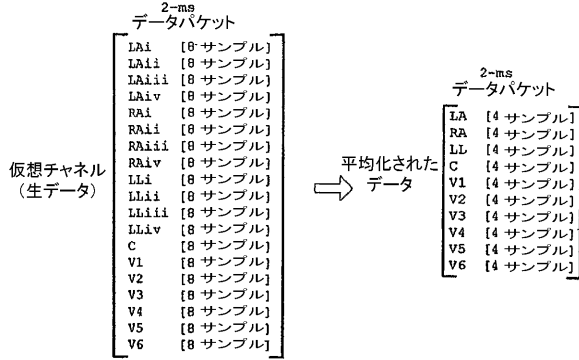 2-ms
データパケット
LAi [8 サンプル]
LAii [8 サンプル]
LAiii [8 サンプル]
LAiv [8 サンプル]
RAi [8 サンプル]
RAii [8 サンプル]
RAiii [8 サンプル]
RAiv [8 サンプル]
LLi [8 サンプル]
LLii [8 サンプル]
LLiii [8 サンプル]
LLiv [8 サンプル]
C [8 サンプル]
V1 [8 サンプル]
V2 [8 サンプル]
V3 [8 サンプル]
V4 [8 サンプル]
V5 [8 サンプル]
V6 [8 サンプル]
仮想チャネル
(生データ)
平均化された
データ
2-ms
データパケット
LA [4 サンプル]
RA [4 サンプル]
LL [4 サンプル]
C [4 サンプル]
V1 [4 サンプル]
V2 [4 サンプル]
V3 [4 サンプル]
V4 [4 サンプル]
V5 [4 サンプル]
V6 [4 サンプル]